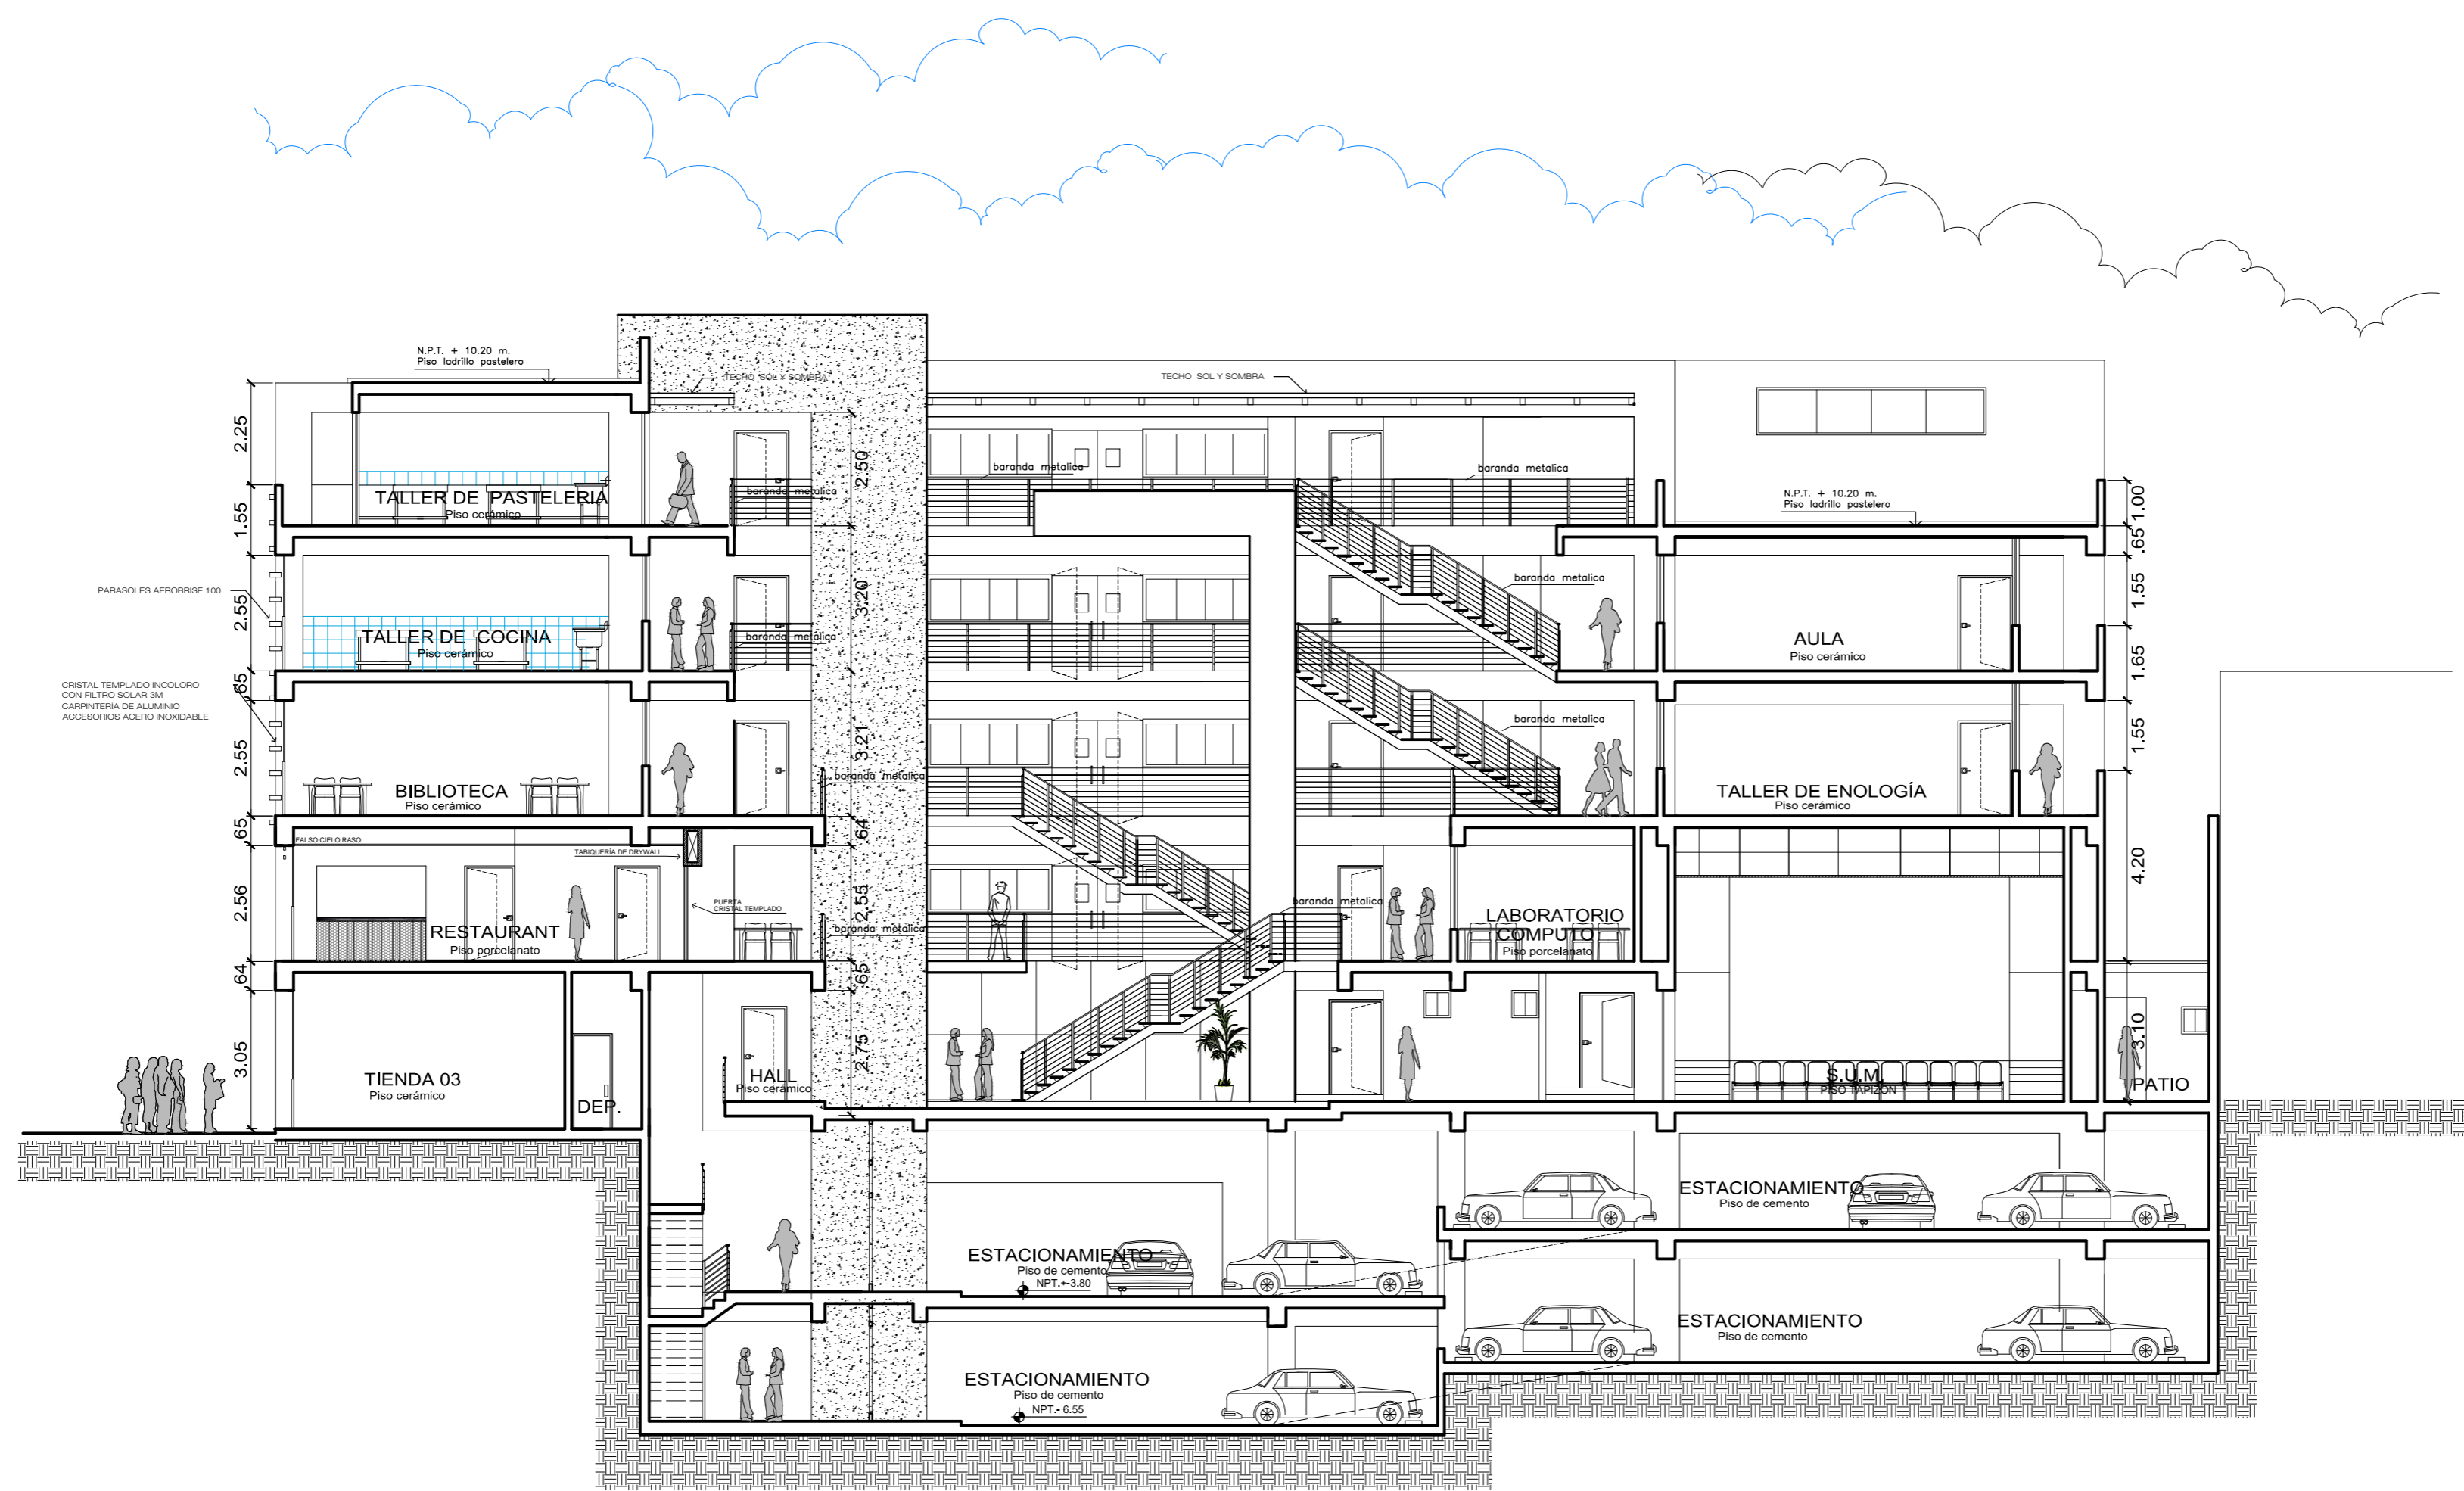 N.P.T. + 10.20 m.
Piso ladrillo pastelero
TECHO SOL Y SOMBRA
TECHO SOL Y SOMBRA
2.25
2.50
baranda metalica
baranda metalica
baranda metalica
TALLER DE PASTELERIA
Piso cerámico
N.P.T. + 10.20 m.
Piso ladrillo pastelero
1.00
1.55
.65
PARASOLES AEROBRISE 100
2.55
3.20
baranda metalica
1.55
TALLER DE COCINA
Piso cerámico
baranda metalica
AULA
Piso cerámico
1.65
CRISTAL TEMPLADO INCOLORO
CON FILTRO SOLAR 3M
CARPINTERÍA DE ALUMINIO
ACCESORIOS ACERO INOXIDABLE
.65
2.55
3.21
baranda metalica
1.55
baranda metalica
BIBLIOTECA
Piso cerámico
TALLER DE ENOLOGÍA
Piso cerámico
.65
.64
FALSO CIELO RASO
TABIQUERÍA DE DRYWALL
4.20
2.56
2.55
PUERTA
CRISTAL TEMPLADO
baranda metalica
baranda metalica
RESTAURANT
Piso porcelanato
LABORATORIO
COMPUTO
Piso porcelanato
.64
.65
3.05
2.75
3.10
TIENDA 03
Piso cerámico
DEP.
HALL
Piso cerámico
S.U.M.
PISO TAPIZON
PATIO
ESTACIONAMIENTO
Piso de cemento
ESTACIONAMIENTO
Piso de cemento
NPT.+-3.80
ESTACIONAMIENTO
Piso de cemento
ESTACIONAMIENTO
Piso de cemento
NPT.- 6.55